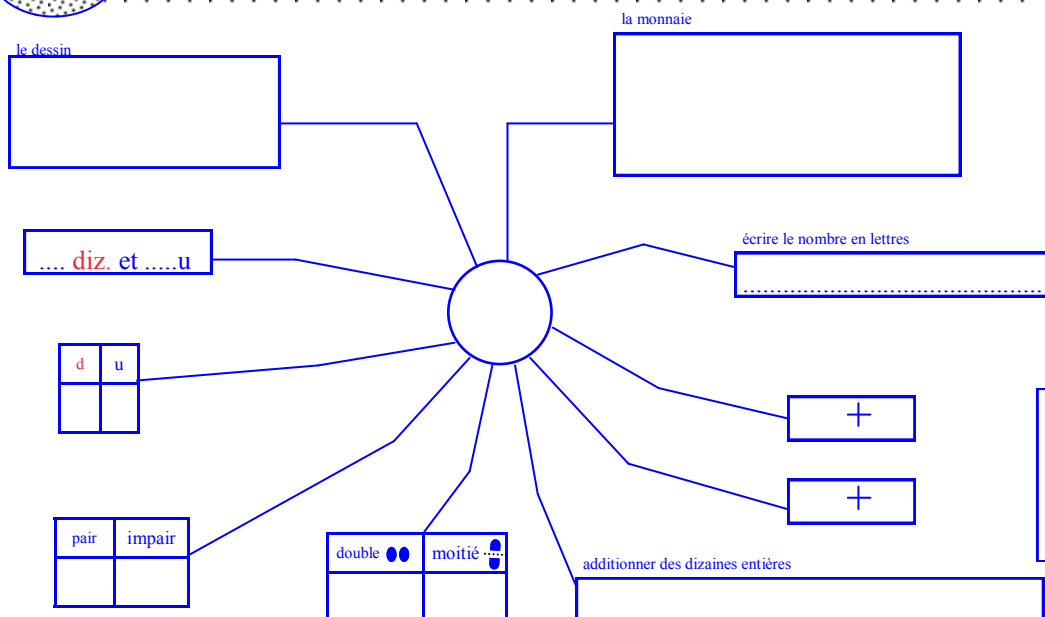 la monnaie
le dessin
écrire le nombre en lettres
.... diz. et .....u
.............................................
d u
+
+
pair impair
double moitié
additionner des dizaines entières